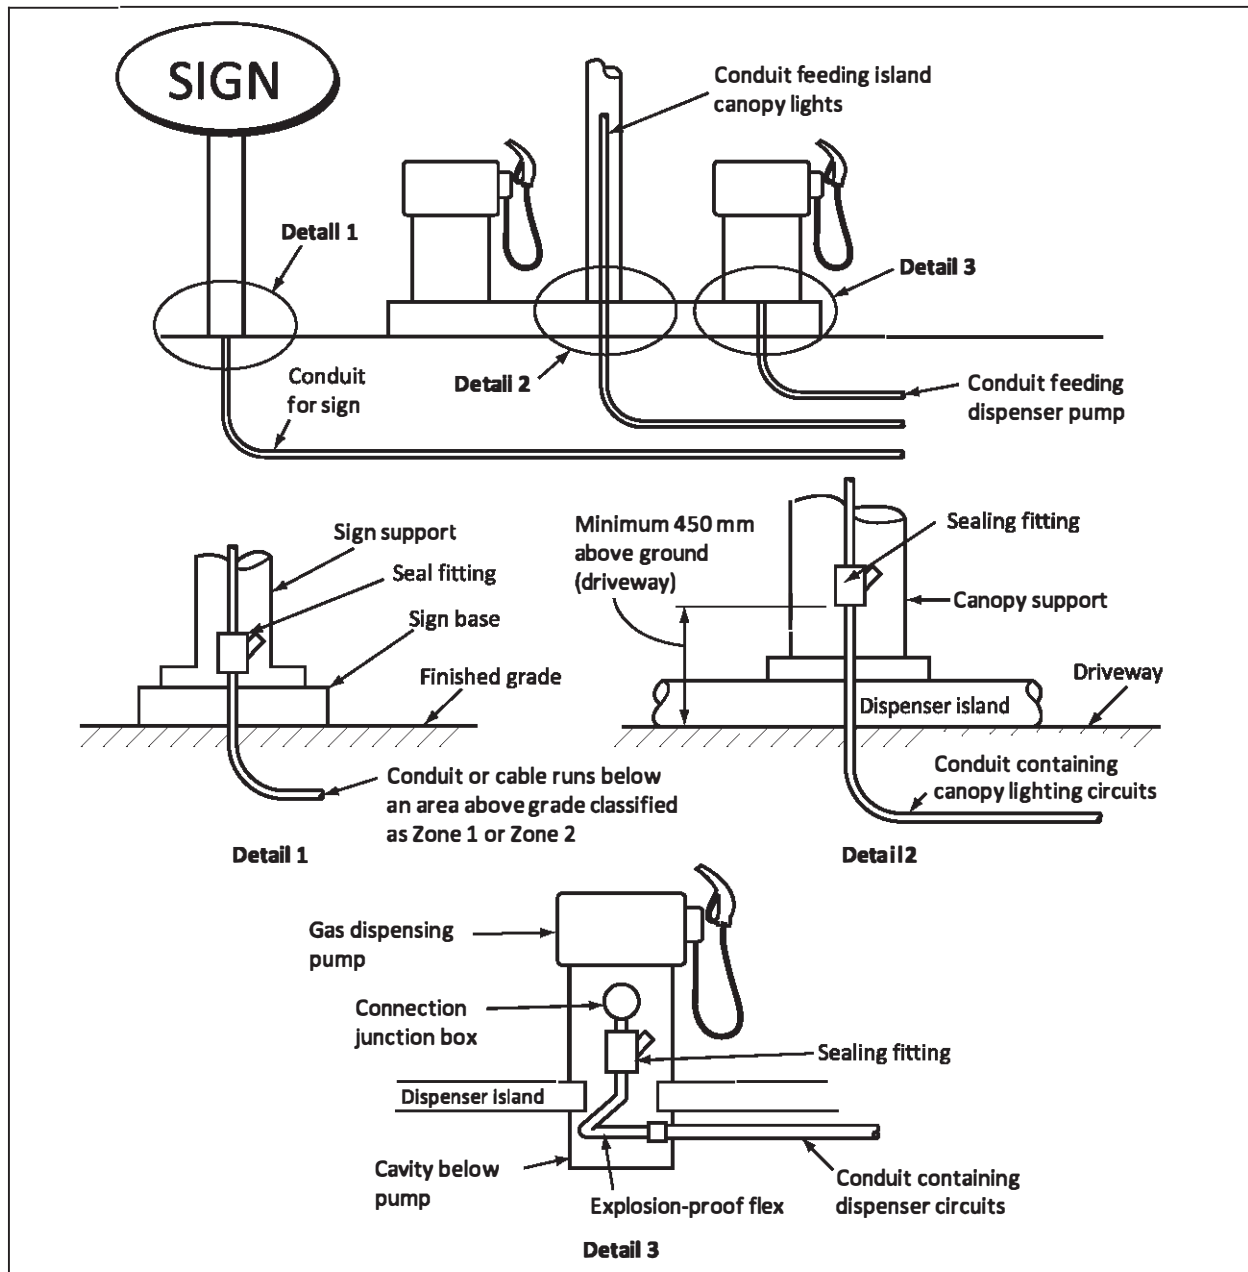 SIGN
Conduit feeding island
canopy lights
Detail 1
Detail 3
Detail 2
Conduit
for sign
Conduit feeding
dispenser pump
Sign support
Seal fitting
Sign base
Finished grade
Conduit or cable runs below
an area above grade classified
as Zone 1 or Zone 2
Detail 1
Minimum 450 mm
above ground
(driveway)
Sealing fitting
Canopy support
Driveway
Dispenser island
Conduit containing
canopy lighting circuits
Detail 2
Gas dispensing
pump
Connection
junction box
Sealing fitting
Dispenser island
Cavity below
pump
Explosion-proof flex
Conduit containing
dispenser circuits
Detail 3